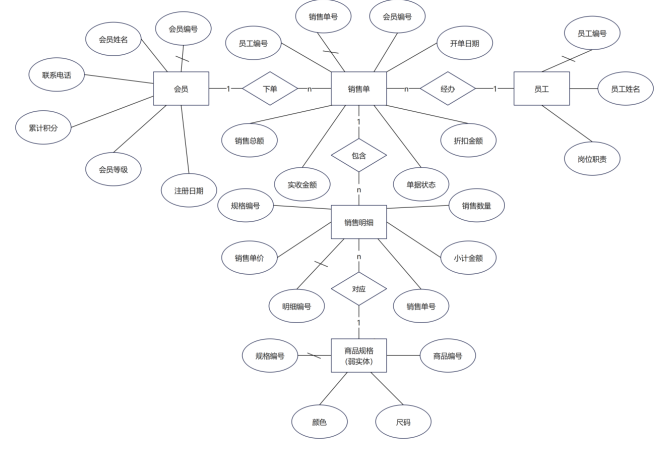 销售单号
会员编号
会员编号
员工编号
会员姓名
员工编号
开单日期
联系电话
会员
1
下单
n
销售单
n
经办
1
员工
员工姓名
累计积分
1
销售总额
折扣金额
包含
岗位职责
会员等级
注册日期
实收金额
单据状态
n
规格编号
销售数量
销售明细
销售单价
n
小计金额
对应
明细编号
销售单号
1
规格编号
商品规格
(弱实体)
商品编号
颜色
尺码